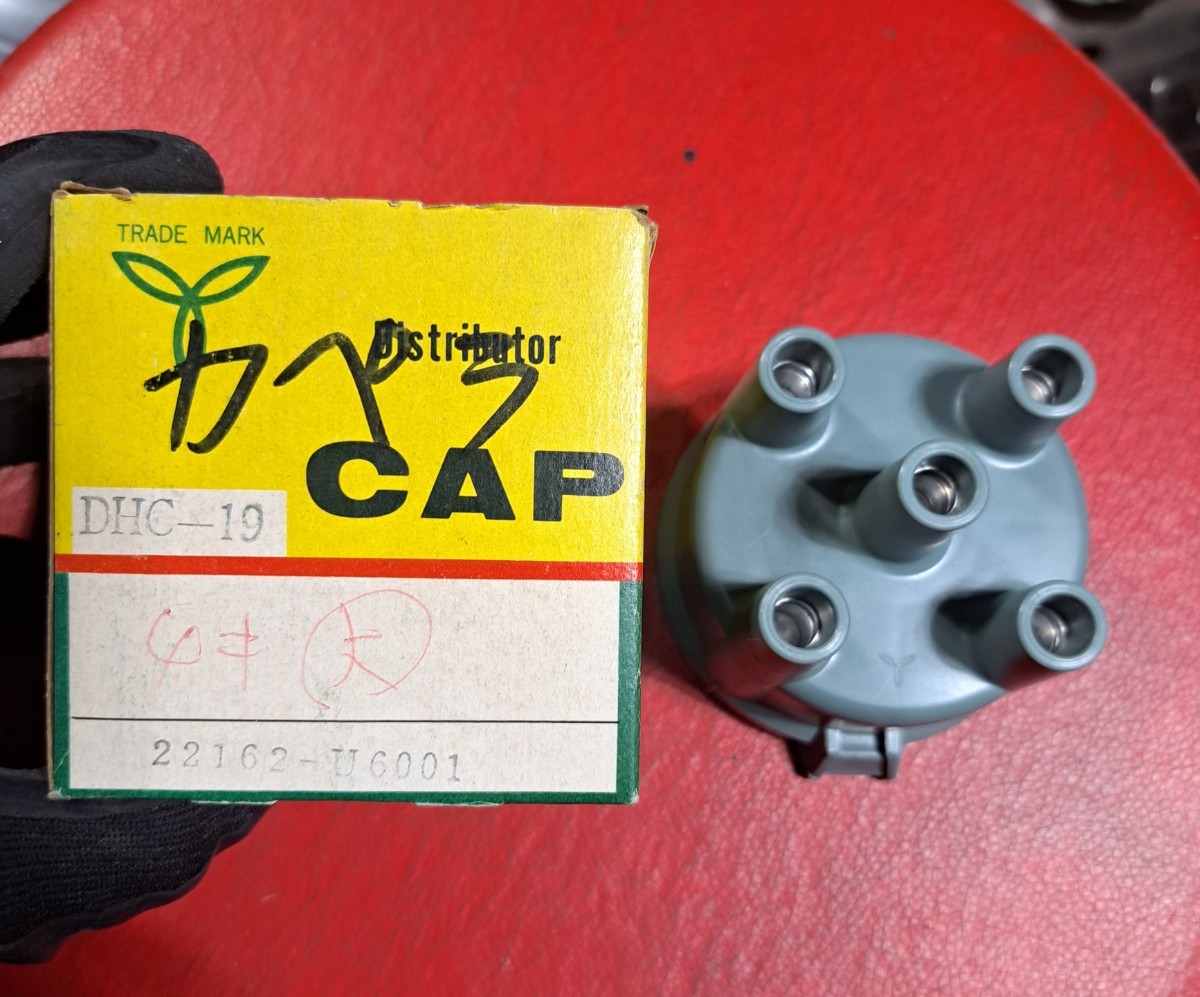 TRADE MARK
Distributor
カペラ
CAP
DHC-19
22162-U6001